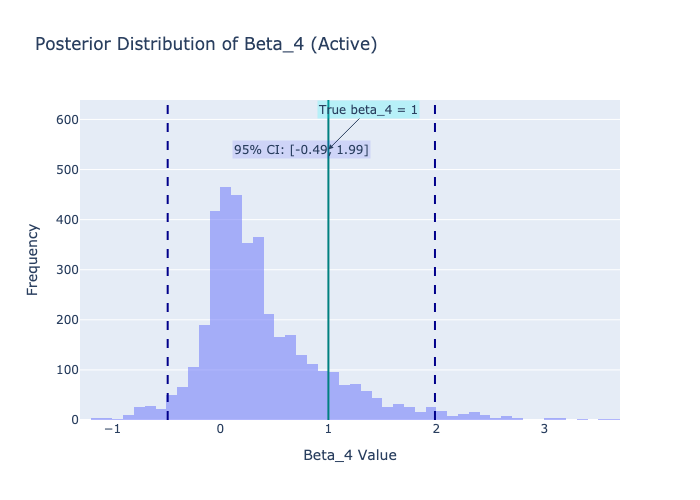 Posterior Distribution of Beta_4 (Active)
True beta_4 = 1
95% CI: [-0.49, 1.99]
600
500
400
300
200
100
0
Frequency
−1
0
1
2
3
Beta_4 Value